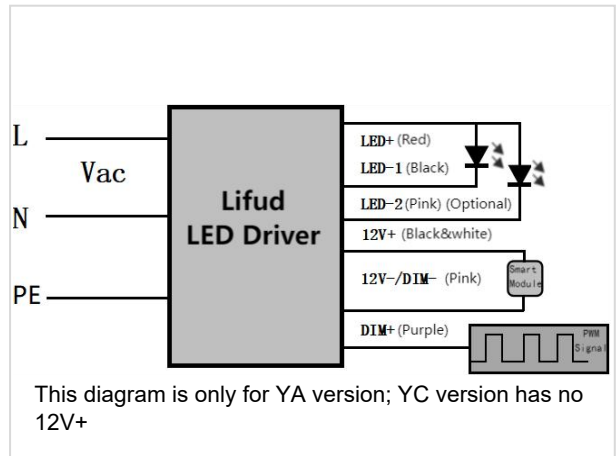 L
Vac
N
PE
Lifud
LED Driver
LED+ (Red)
LED-1 (Black)
LED-2 (Pink) (Optional)
12V+ (Black&white)
12V-/DIM- (Pink)
Smart
Module
DIM+ (Purple)
PWM
Signal
This diagram is only for YA version; YC version has no
12V+